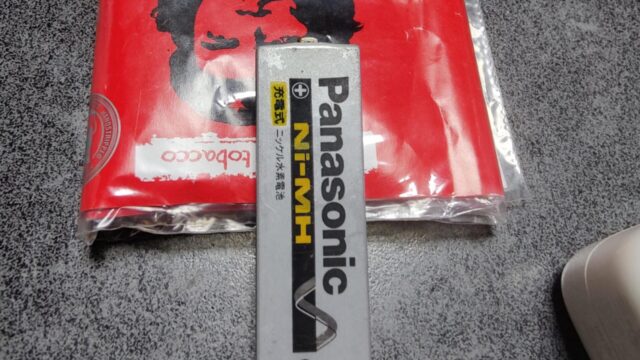 Panasonic
Ni-MH
充電式
ニッケル水素電池
tobacco